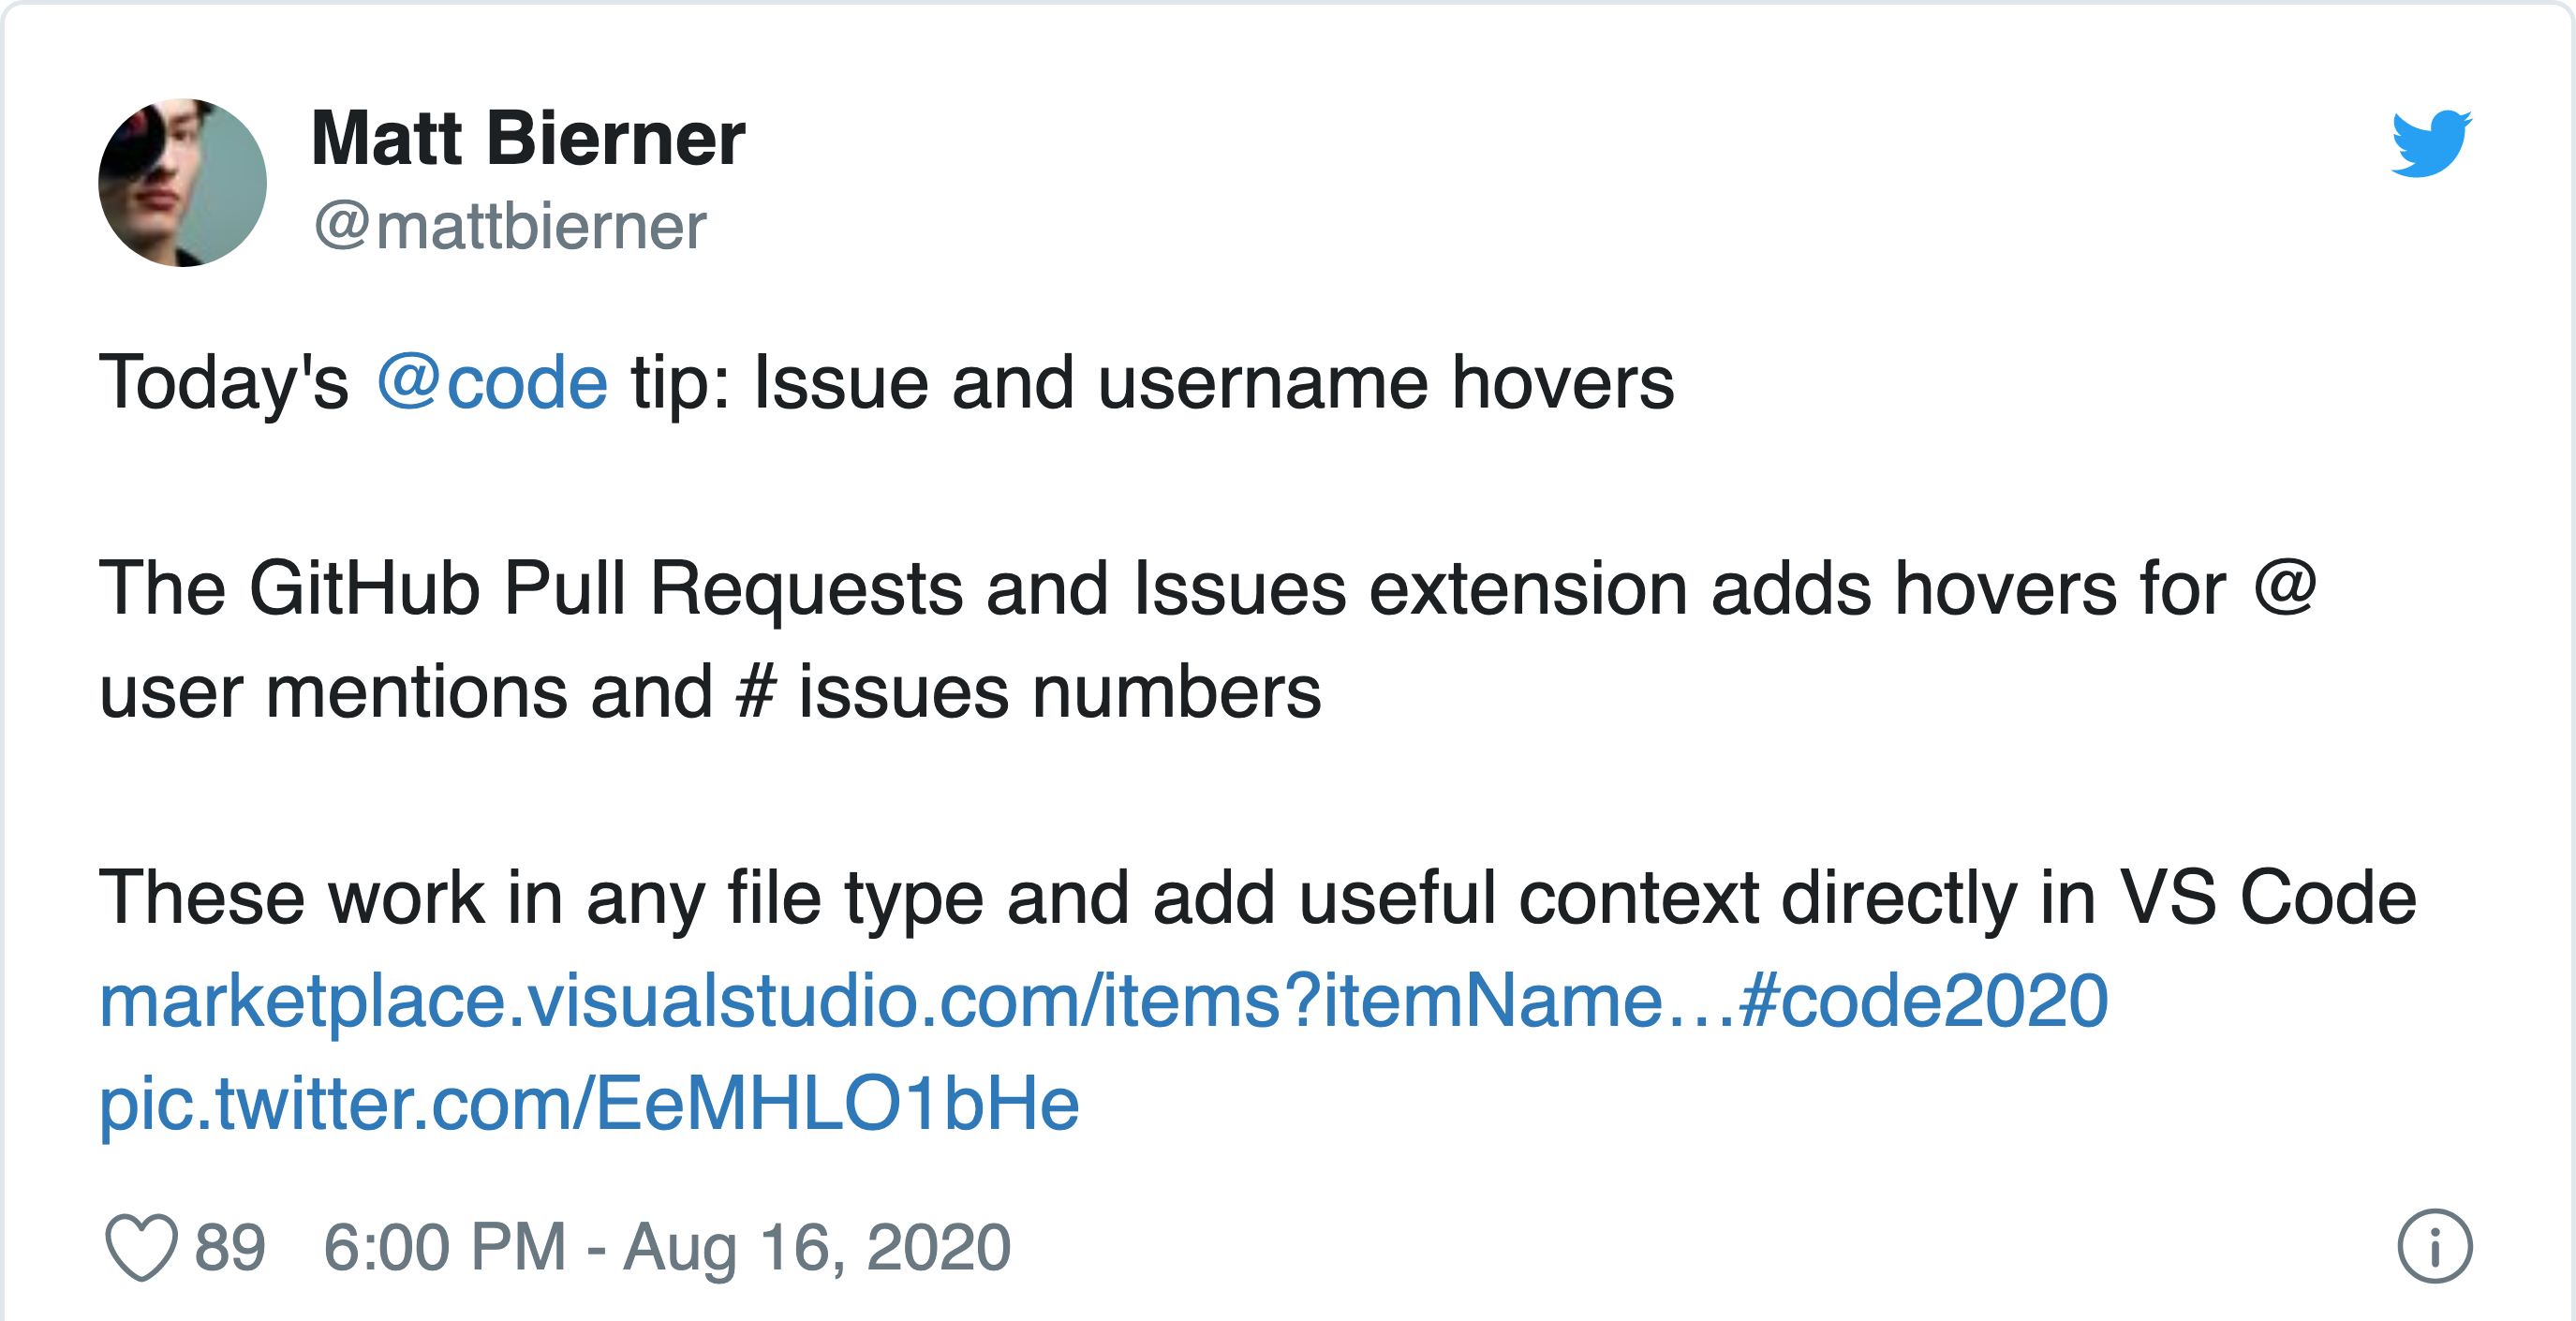 Matt Bierner
@mattbierner
Today's @code tip: Issue and username hovers
The GitHub Pull Requests and Issues extension adds hovers for @
user mentions and # issues numbers
These work in any file type and add useful context directly in VS Code
marketplace.visualstudio.com/items?itemName…#code2020
pic.twitter.com/EeMHLO1bHe
89 6:00 PM - Aug 16, 2020